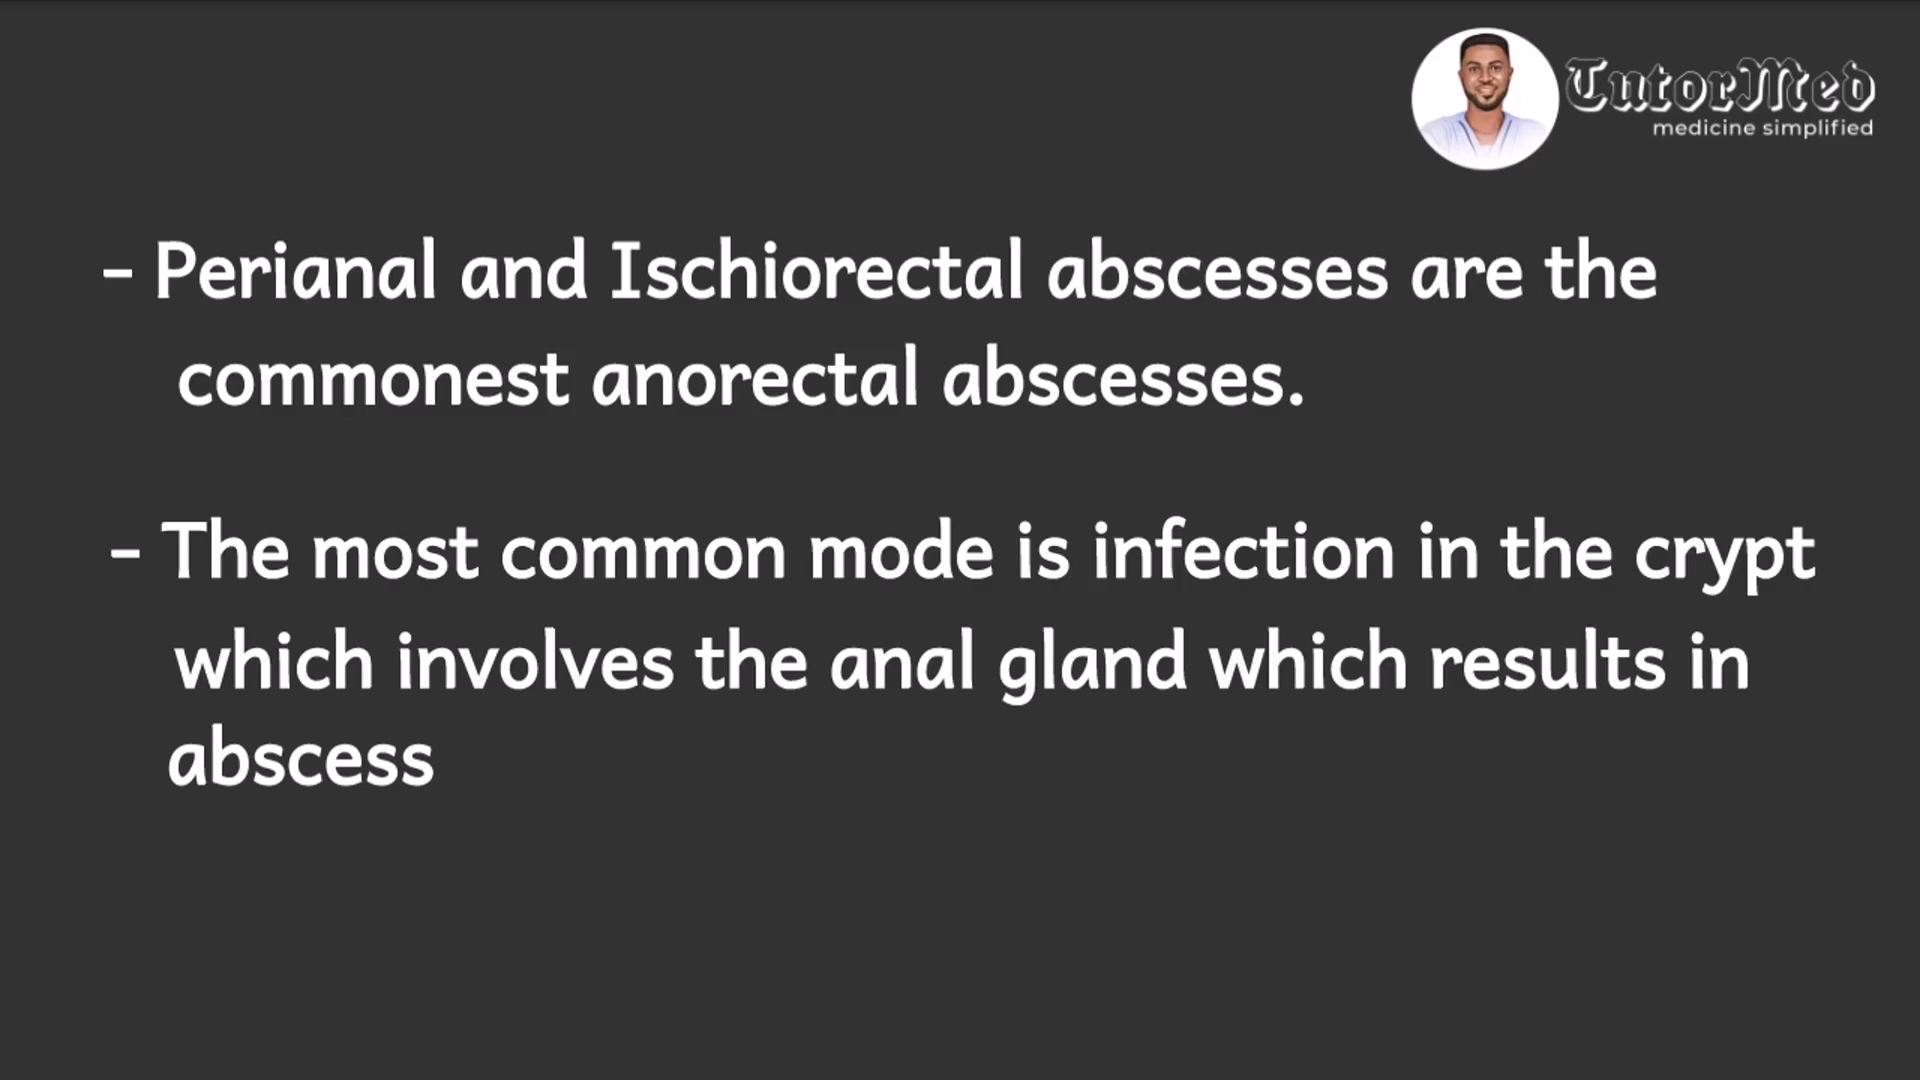 TutorMed
medicine simplified
- Perianal and Ischiorectal abscesses are the
commonest anorectal abscesses.
- The most common mode is infection in the crypt
which involves the anal gland which results in
abscess